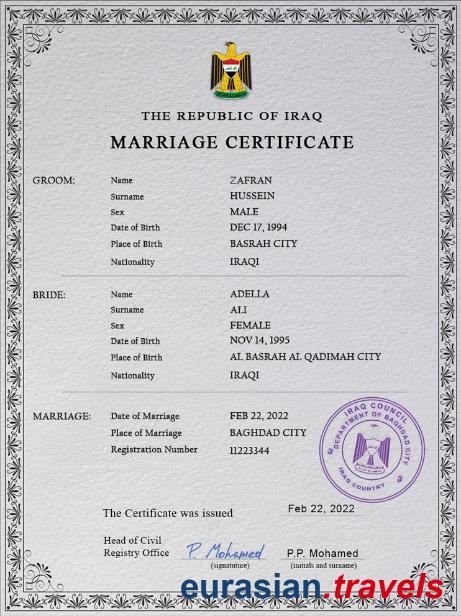 THE REPUBLIC OF IRAQ
MARRIAGE CERTIFICATE
GROOM: Name ZAFRAN
Surname HUSSEIN
Sex MALE
Date of Birth DEC 17, 1994
Place of Birth BASRAH CITY
Nationality IRAQI
BRIDE: Name ADELLA
Surname ALI
Sex FEMALE
Date of Birth NOV 14, 1995
Place of Birth AL BASRAH AL QADIMAH CITY
Nationality IRAQI
MARRIAGE: Date of Marriage FEB 22, 2022
Place of Marriage BAGHDAD CITY
Registration Number 11223344
IRAQ COUNCIL
DEPARTMENT OF BAGHDAD CITY
IRAQ COUNTRY
The Certificate was issued Feb 22, 2022
Head of Civil
Registry Office P. Mohamed P.P. Mohamed
(signatuture) (initials and surname)
eurasian.travels